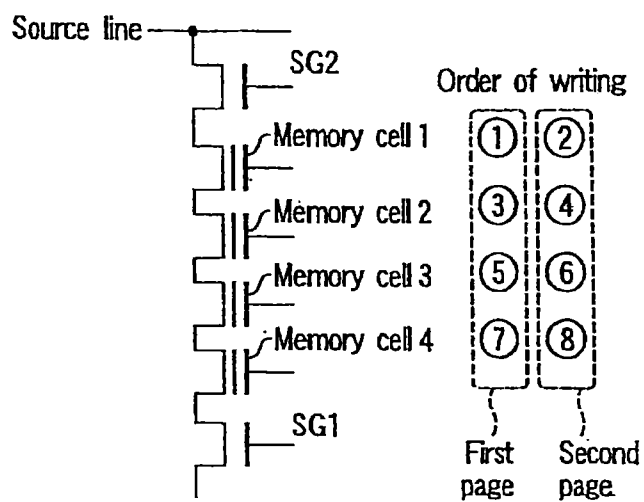 Source line
SG2
Order of writing
Memory cell 1
① ②
Memory cell 2
③ ④
Memory cell 3
⑤ ⑥
Memory cell 4
⑦ ⑧
SG1
First page
Second page